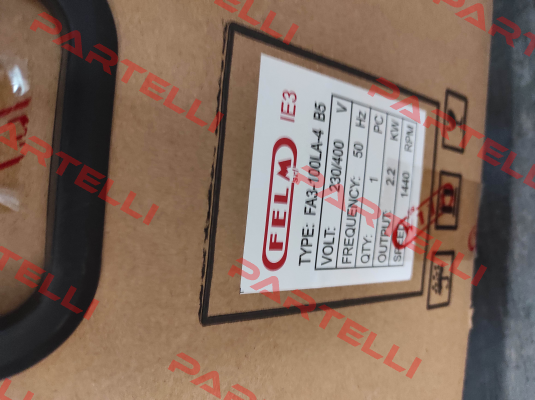 FELM srl IE3
TYPE: FA3-100LA-4 B5
VOLT: 230/400 V
FREQUENCY: 50 Hz
QTY: 1 PC
OUTPUT: 2.2 KW
SPEED: 1440 RPM
PARTELLI
PARTELLI
PARTELLI
PARTELLI
PARTELLI
PARTELLI
PARTELLI